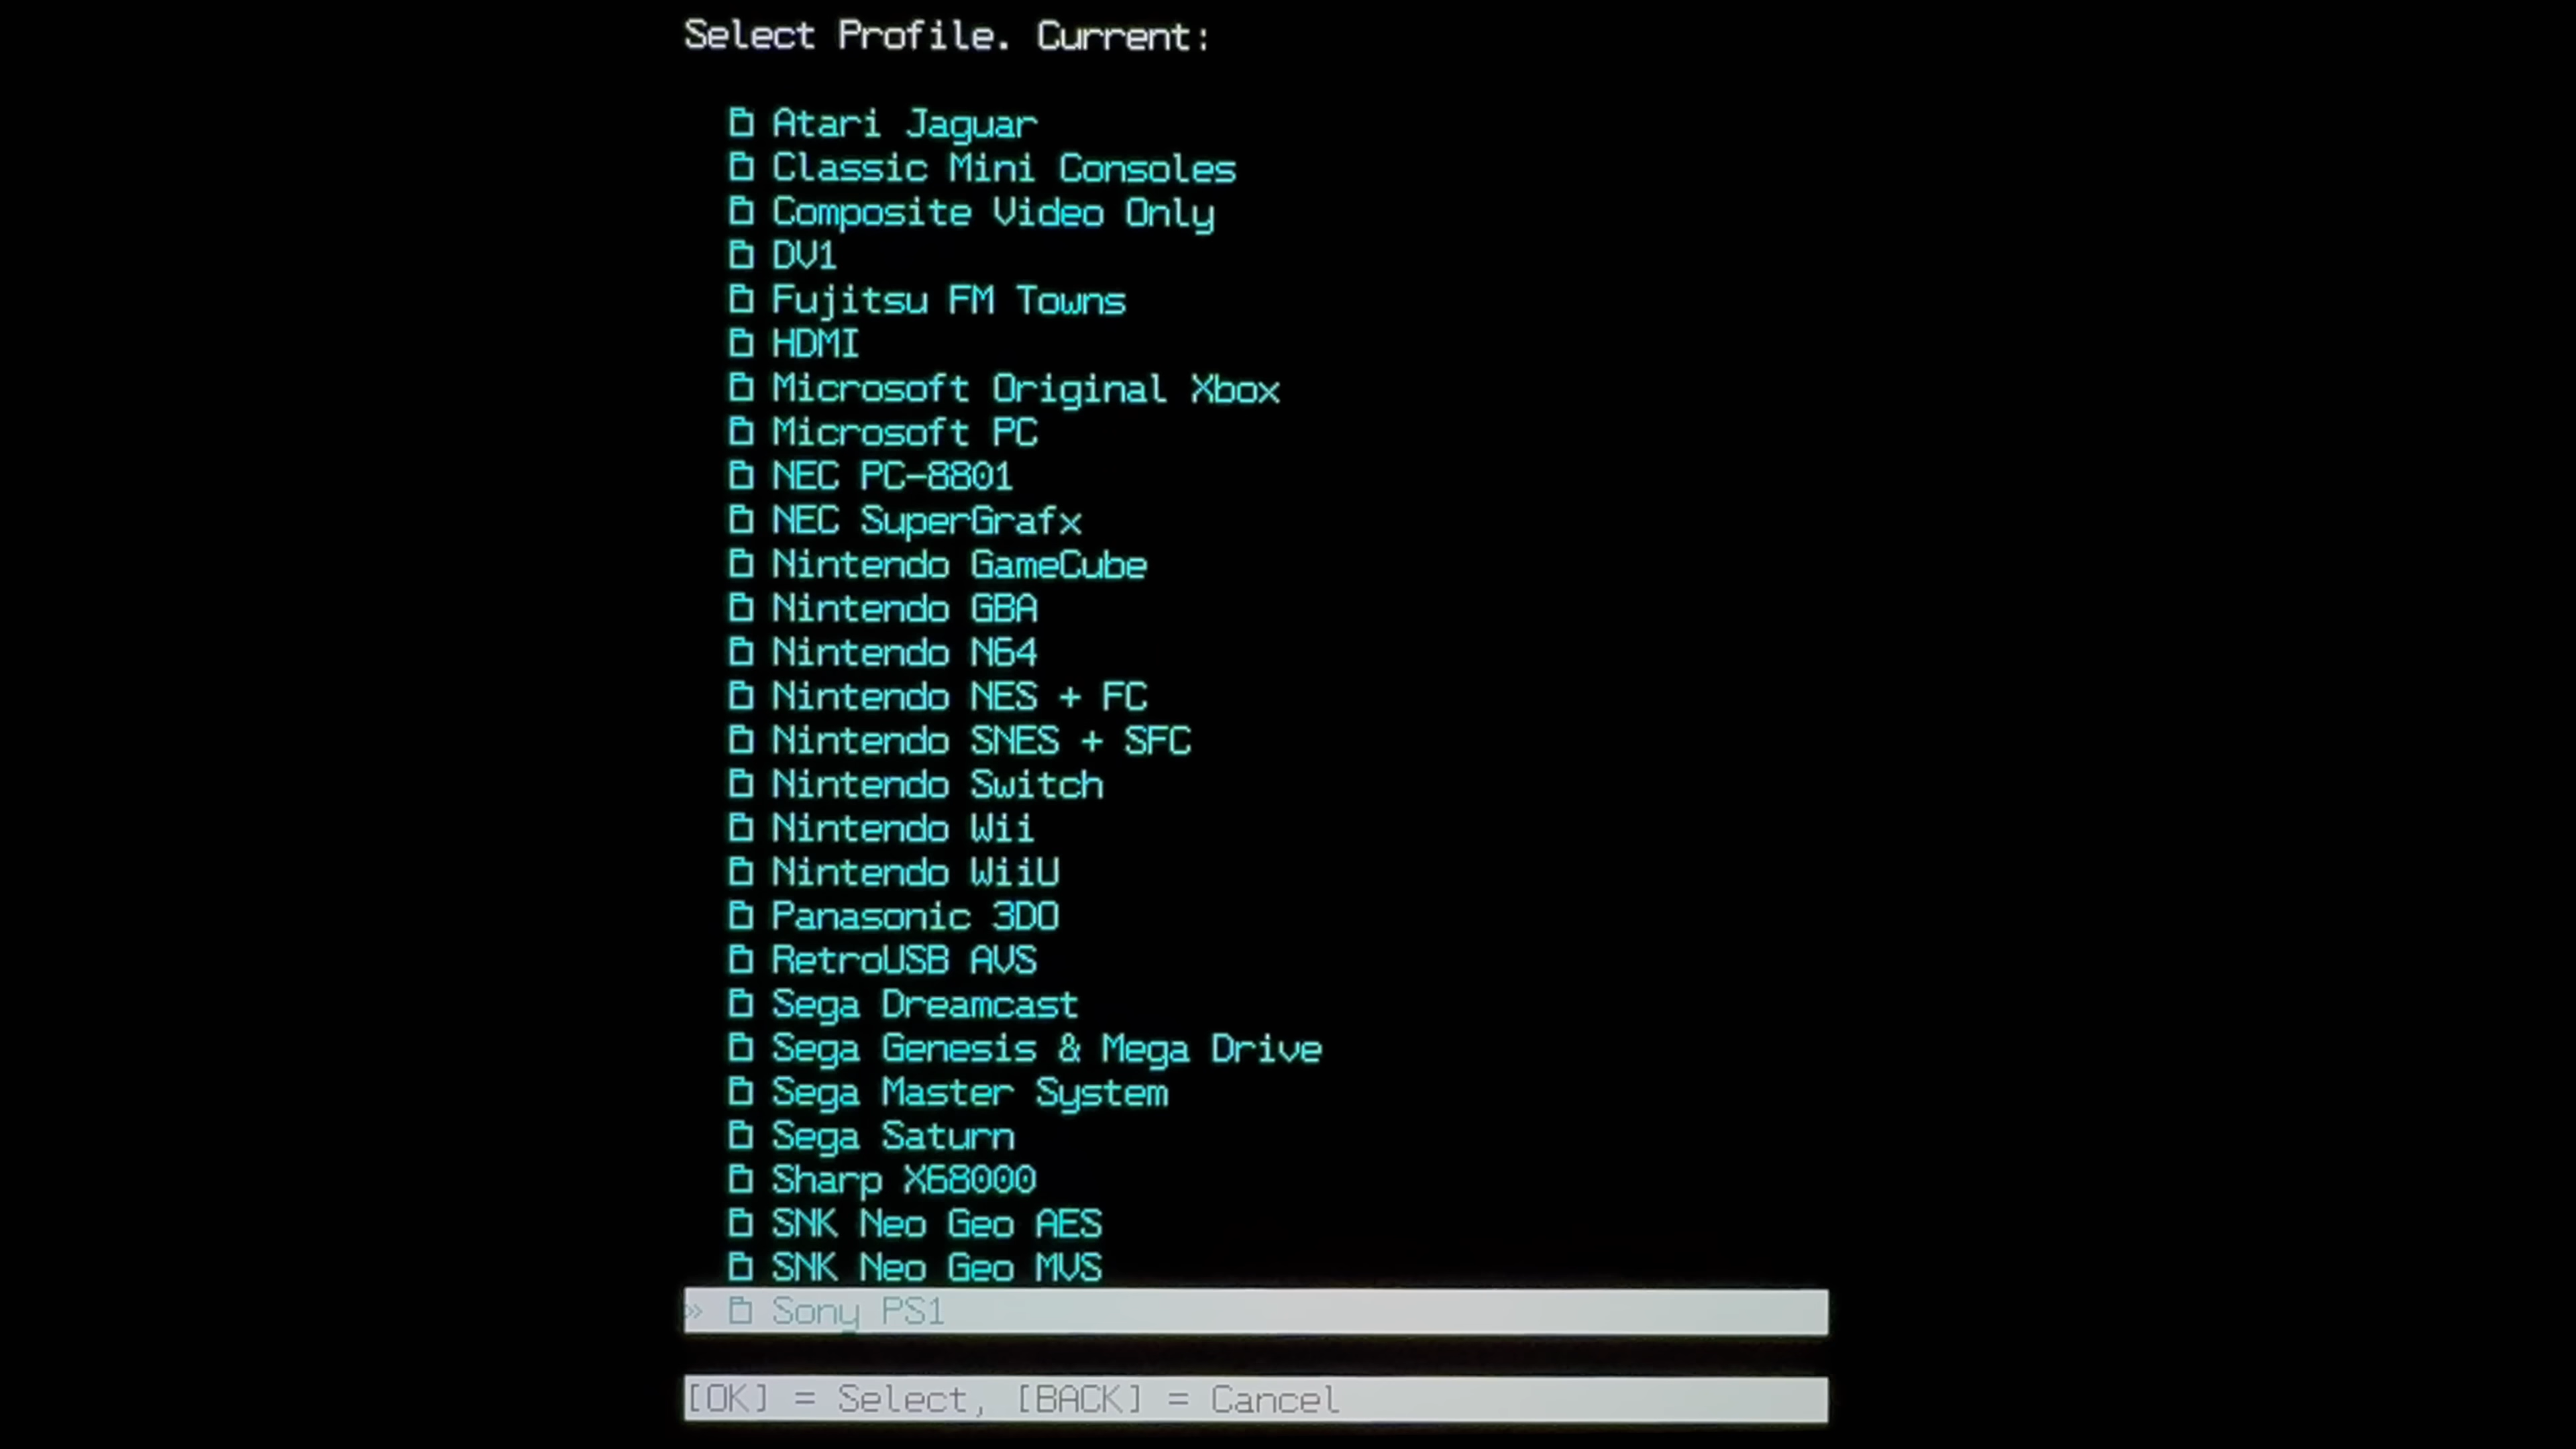 Select Profile. Current:
Atari Jaguar
Classic Mini Consoles
Composite Video Only
DV1
Fujitsu FM Towns
HDMI
Microsoft Original Xbox
Microsoft PC
NEC PC-8801
NEC SuperGrafx
Nintendo GameCube
Nintendo GBA
Nintendo N64
Nintendo NES + FC
Nintendo SNES + SFC
Nintendo Switch
Nintendo Wii
Nintendo WiiU
Panasonic 3DO
RetroUSB AVS
Sega Dreamcast
Sega Genesis & Mega Drive
Sega Master System
Sega Saturn
Sharp X68000
SNK Neo Geo AES
SNK Neo Geo MVS
» Sony PS1
[OK] = Select, [BACK] = Cancel